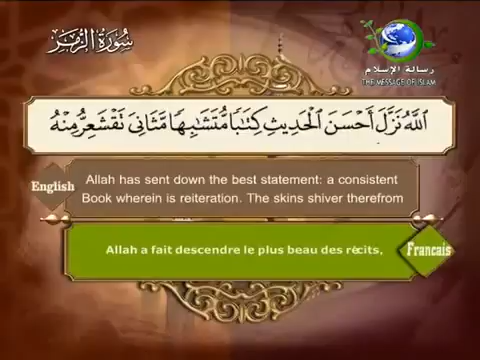 سورة الزمر
رسالة الإسلام
THE MESSAGE OF ISLAM
اللَّهُ نَزَّلَ أَحْسَنَ الْحَدِيثِ كِتَابًا مُّتَشَابِهًا مَّثَانِيَ تَقْشَعِرُّ مِنْهُ
English
Allah has sent down the best statement: a consistent
Book wherein is reiteration. The skins shiver therefrom
Allah a fait descendre le plus beau des récits,
Francais